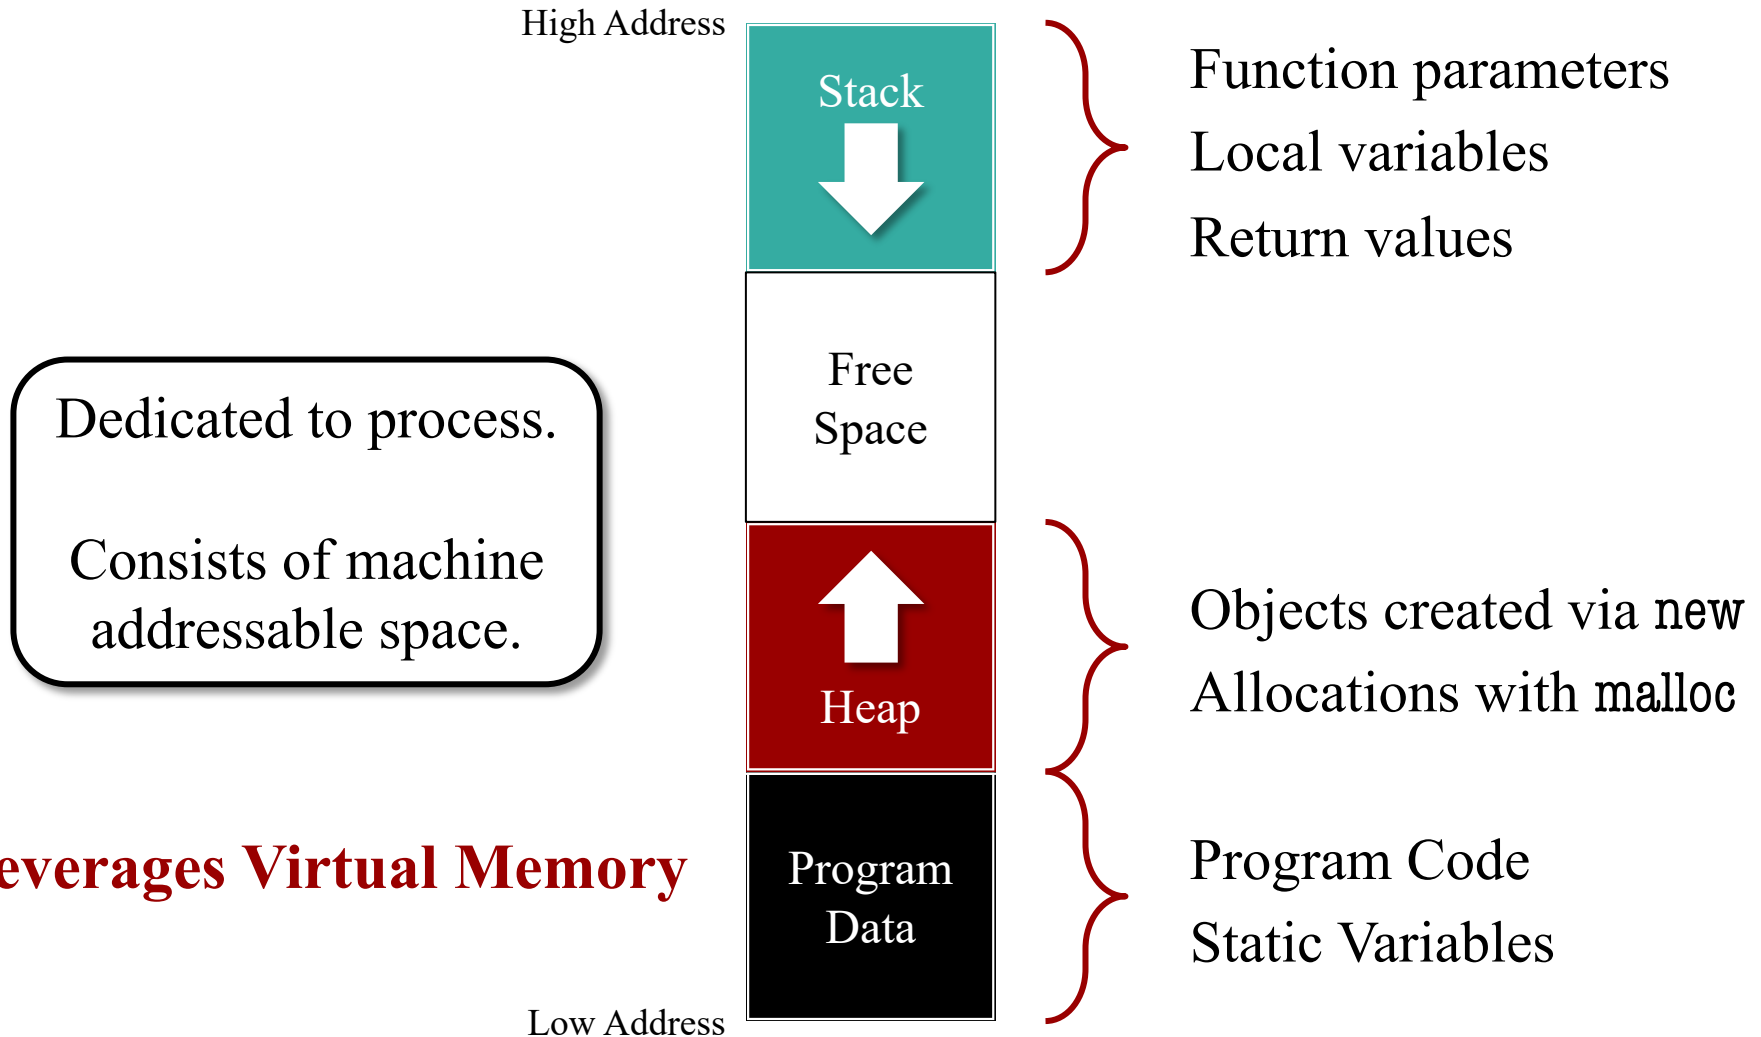 High Address
Stack
Function parameters
Local variables
Return values
Free
Space
Dedicated to process.
Consists of machine
addressable space.
Heap
Objects created via new
Allocations with malloc
everages Virtual Memory
Program
Data
Program Code
Static Variables
Low Address